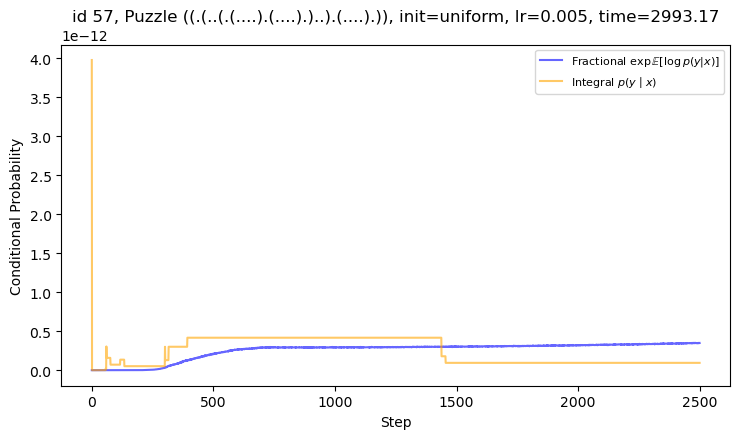 id 57, Puzzle ((.(..(.(....).(....).)..).(....).)), init=uniform, lr=0.005, time=2993.17
1e−12
Fractional exp𝔼[log p(y|x)]
Integral p(y | x)
4.0
3.5
3.0
2.5
2.0
1.5
1.0
0.5
0.0
Conditional Probability
0
500
1000
1500
2000
2500
Step